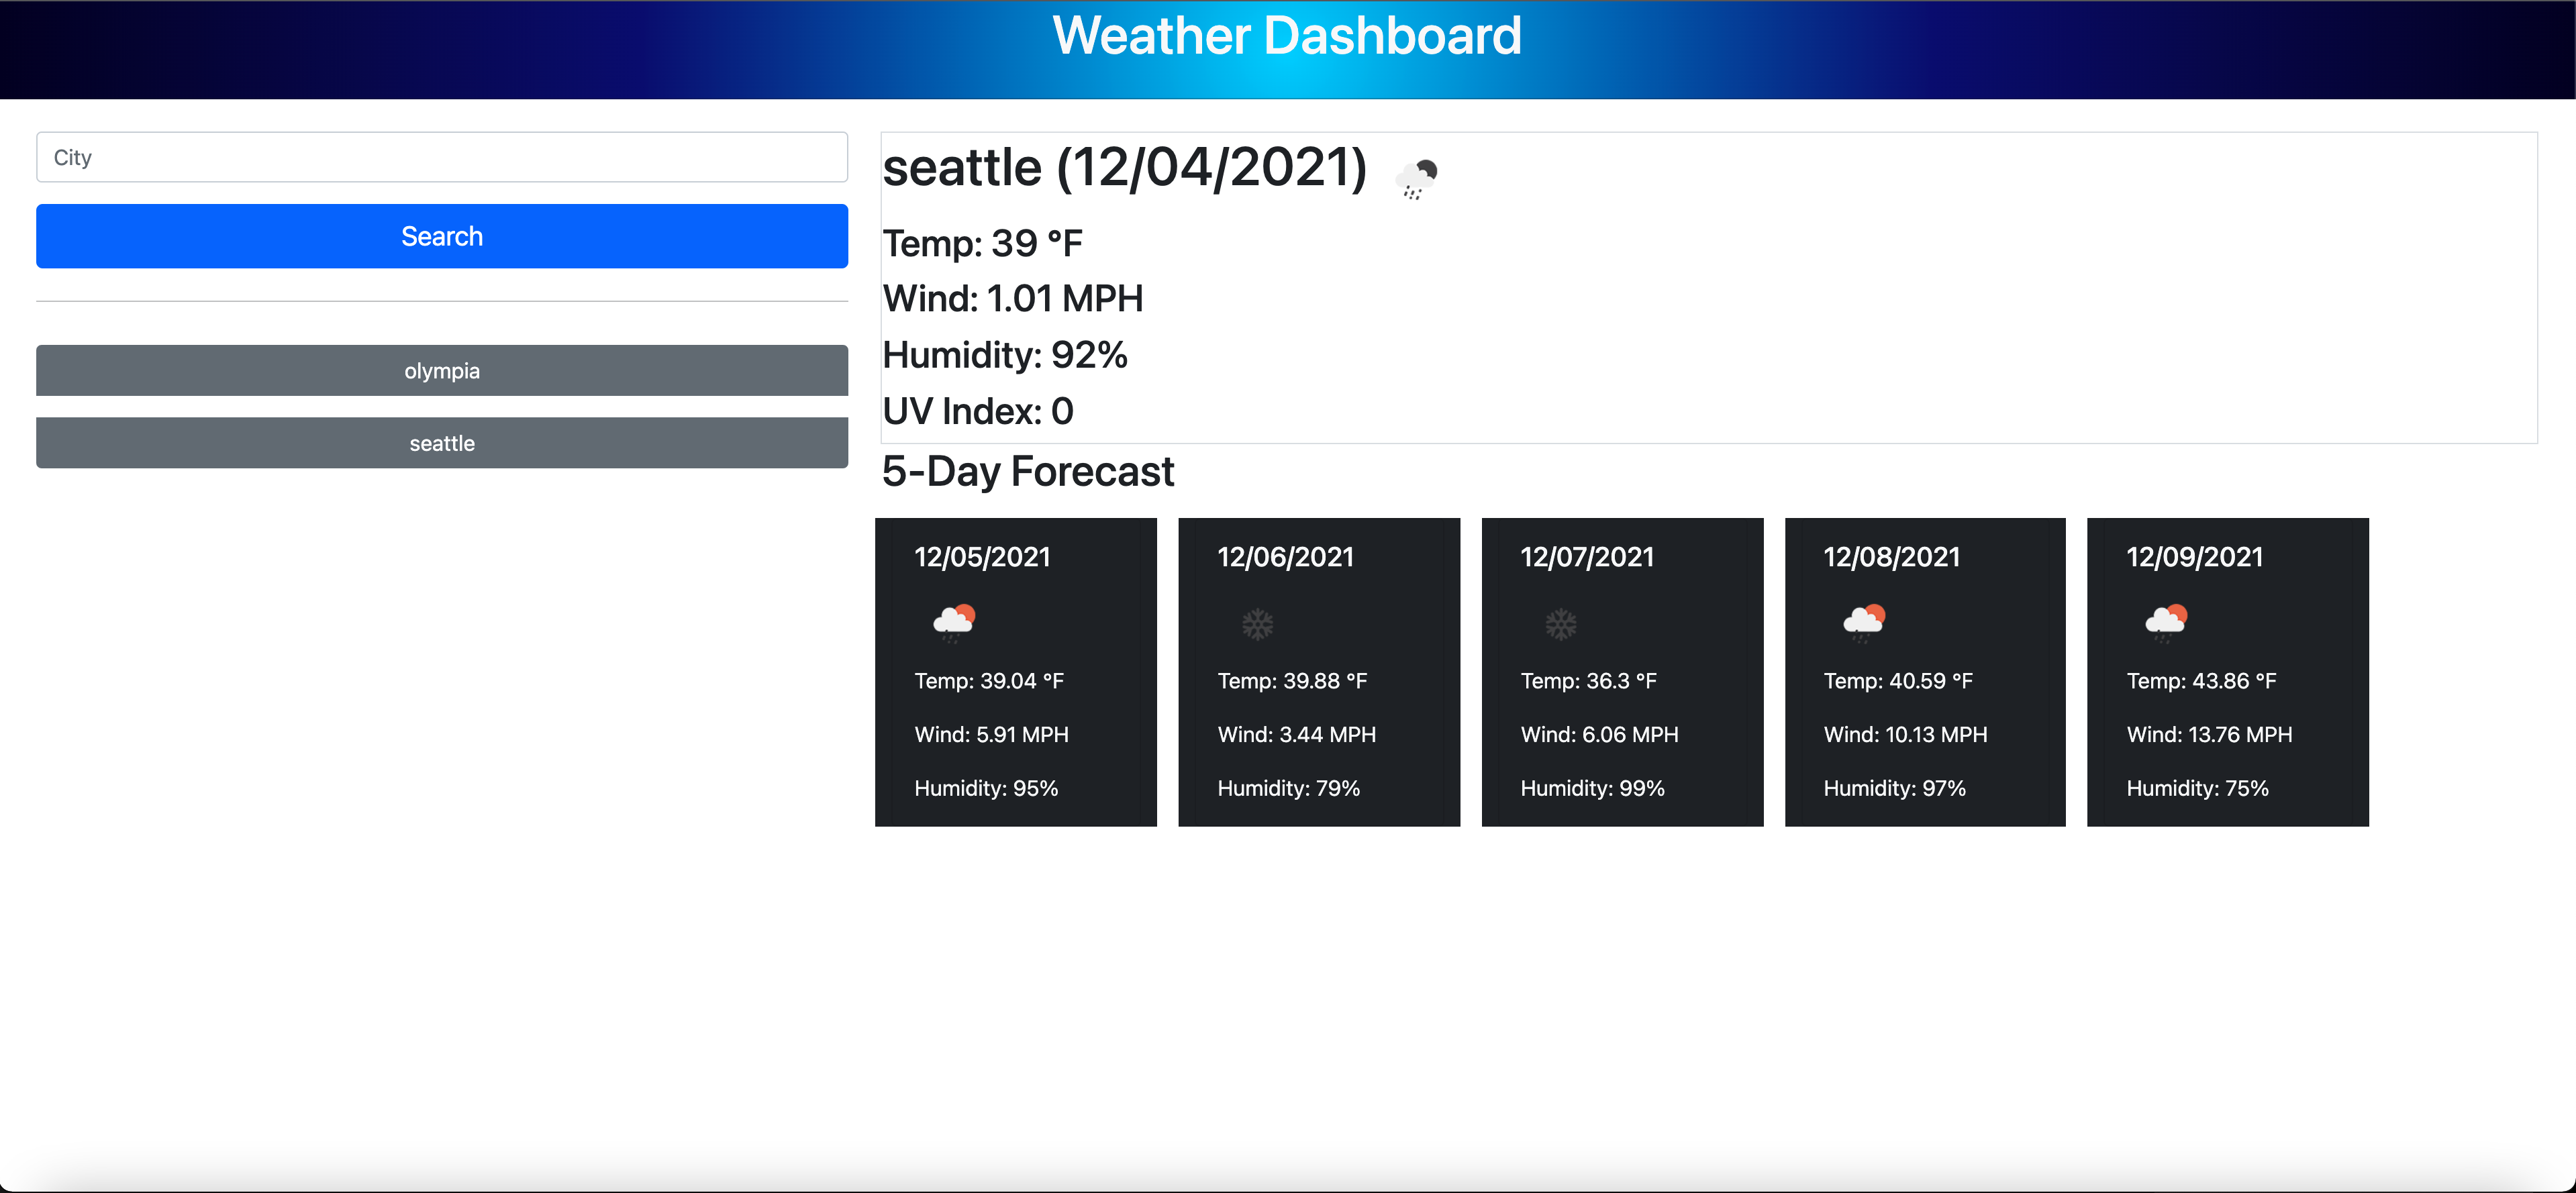 Weather Dashboard
City
Search
olympia
seattle
seattle (12/04/2021)
Temp: 39 °F
Wind: 1.01 MPH
Humidity: 92%
UV Index: 0
5-Day Forecast
12/05/2021
Temp: 39.04 °F
Wind: 5.91 MPH
Humidity: 95%
12/06/2021
Temp: 39.88 °F
Wind: 3.44 MPH
Humidity: 79%
12/07/2021
Temp: 36.3 °F
Wind: 6.06 MPH
Humidity: 99%
12/08/2021
Temp: 40.59 °F
Wind: 10.13 MPH
Humidity: 97%
12/09/2021
Temp: 43.86 °F
Wind: 13.76 MPH
Humidity: 75%